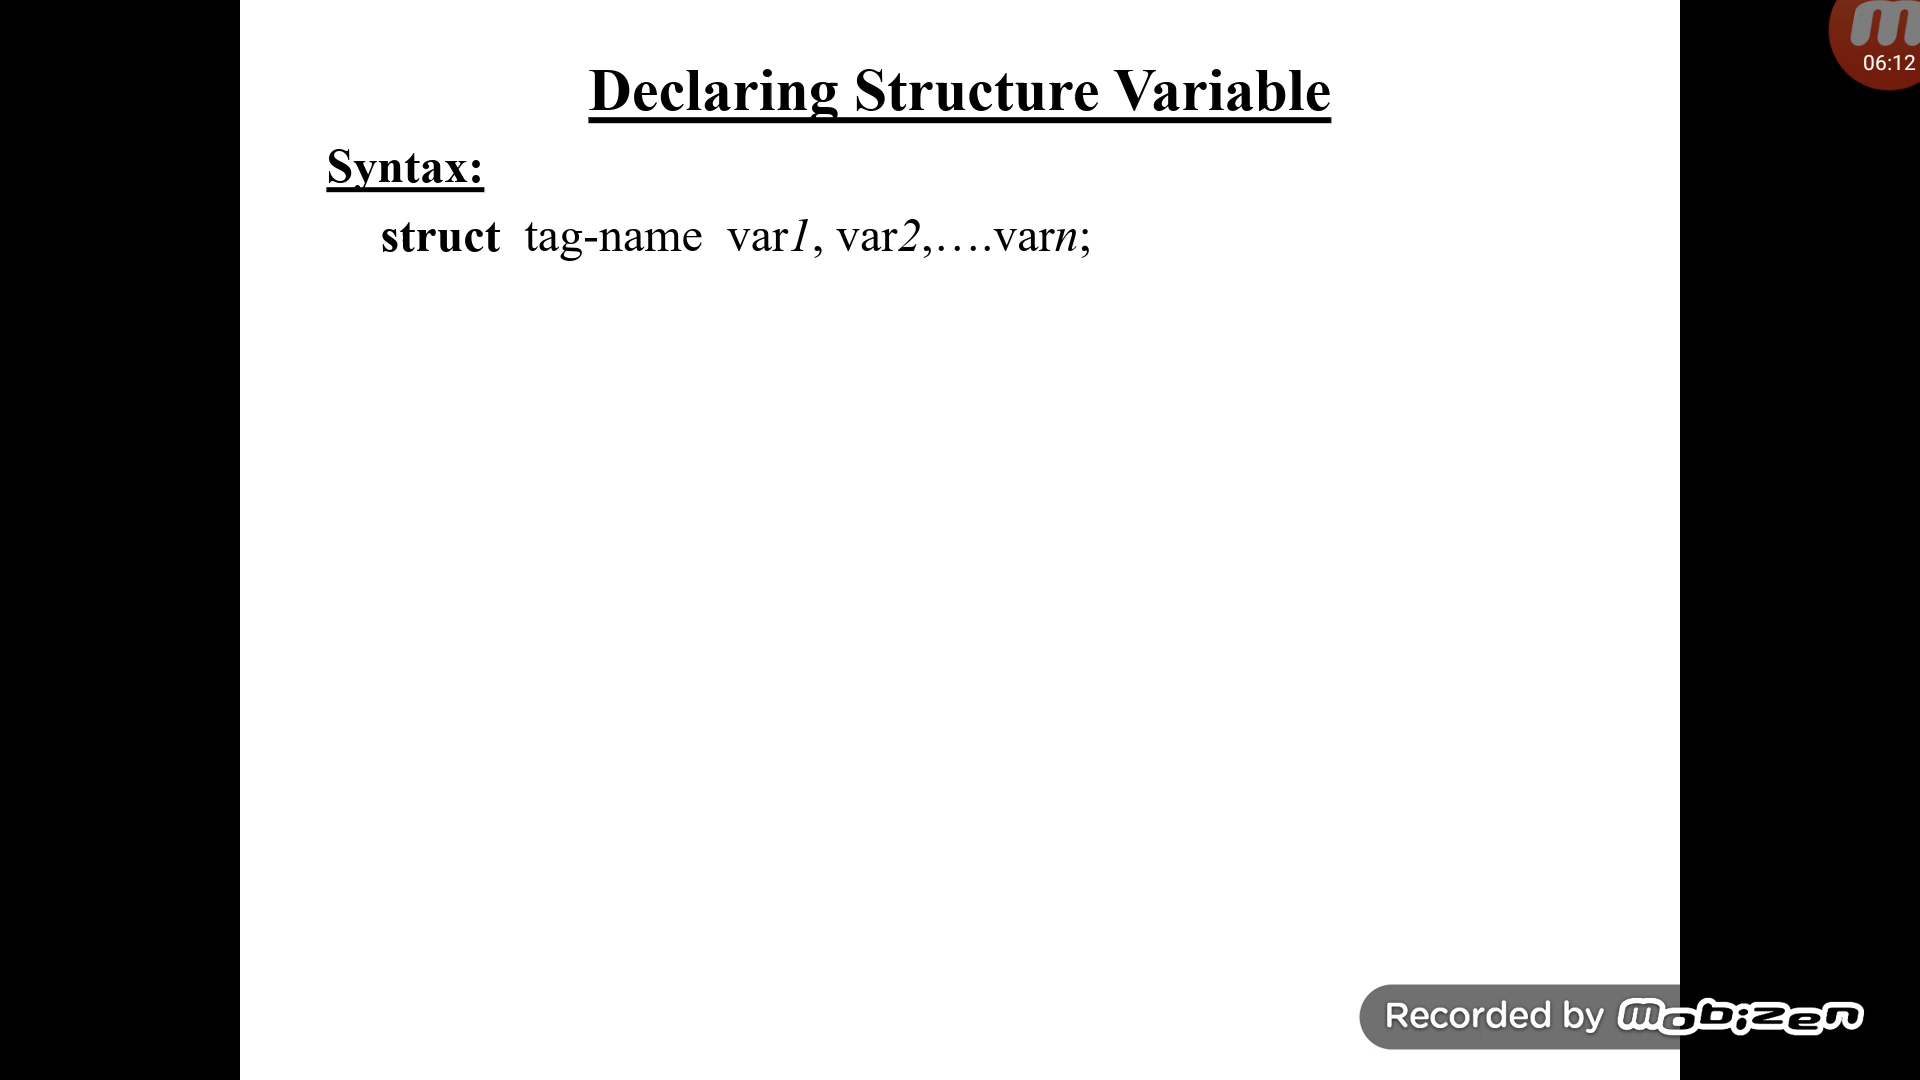 Declaring Structure Variable
Syntax:
struct tag-name var1, var2,….varn;
06:12
Recorded by mobizen